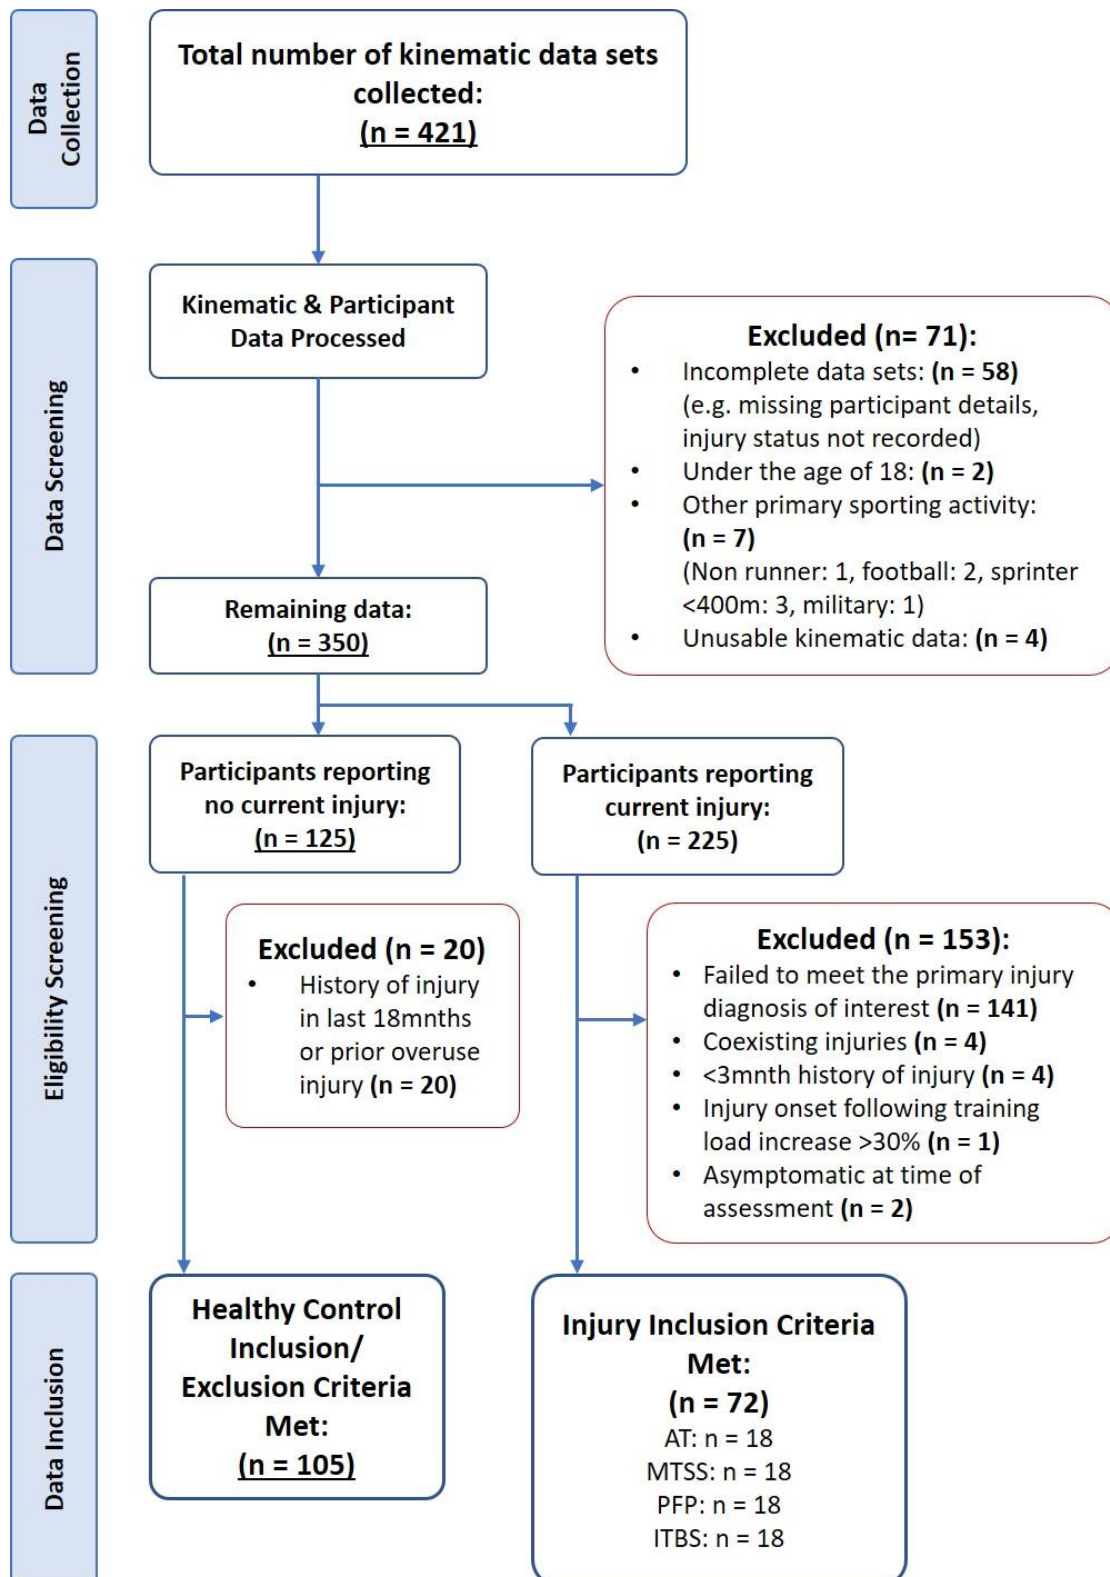 Data
Collection
Total number of kinematic data sets
collected:
(n = 421)
Data Screening
Kinematic & Participant
Data Processed
Excluded (n= 71):
• Incomplete data sets: (n = 58)
(e.g. missing participant details,
injury status not recorded)
• Under the age of 18: (n = 2)
• Other primary sporting activity:
(n = 7)
(Non runner: 1, football: 2, sprinter
<400m: 3, military: 1)
• Unusable kinematic data: (n = 4)
Remaining data:
(n = 350)
Eligibility Screening
Participants reporting
no current injury:
(n = 125)
Participants reporting
current injury:
(n = 225)
Excluded (n = 20)
• History of injury
in last 18mnths
or prior overuse
injury (n = 20)
Excluded (n = 153):
• Failed to meet the primary injury
diagnosis of interest (n = 141)
• Coexisting injuries (n = 4)
• <3mnth history of injury (n = 4)
• Injury onset following training
load increase >30% (n = 1)
• Asymptomatic at time of
assessment (n = 2)
Data Inclusion
Healthy Control
Inclusion/
Exclusion Criteria
Met:
(n = 105)
Injury Inclusion Criteria
Met:
(n = 72)
AT: n = 18
MTSS: n = 18
PFP: n = 18
ITBS: n = 18